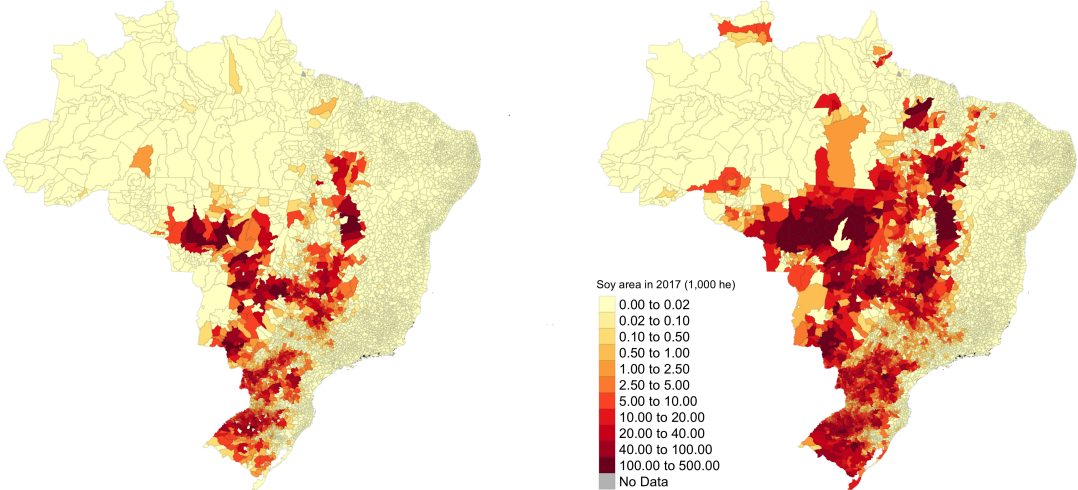 Soy area in 2017 (1,000 he)
0.00 to 0.02
0.02 to 0.10
0.10 to 0.50
0.50 to 1.00
1.00 to 2.50
2.50 to 5.00
5.00 to 10.00
10.00 to 20.00
20.00 to 40.00
40.00 to 100.00
100.00 to 500.00
No Data